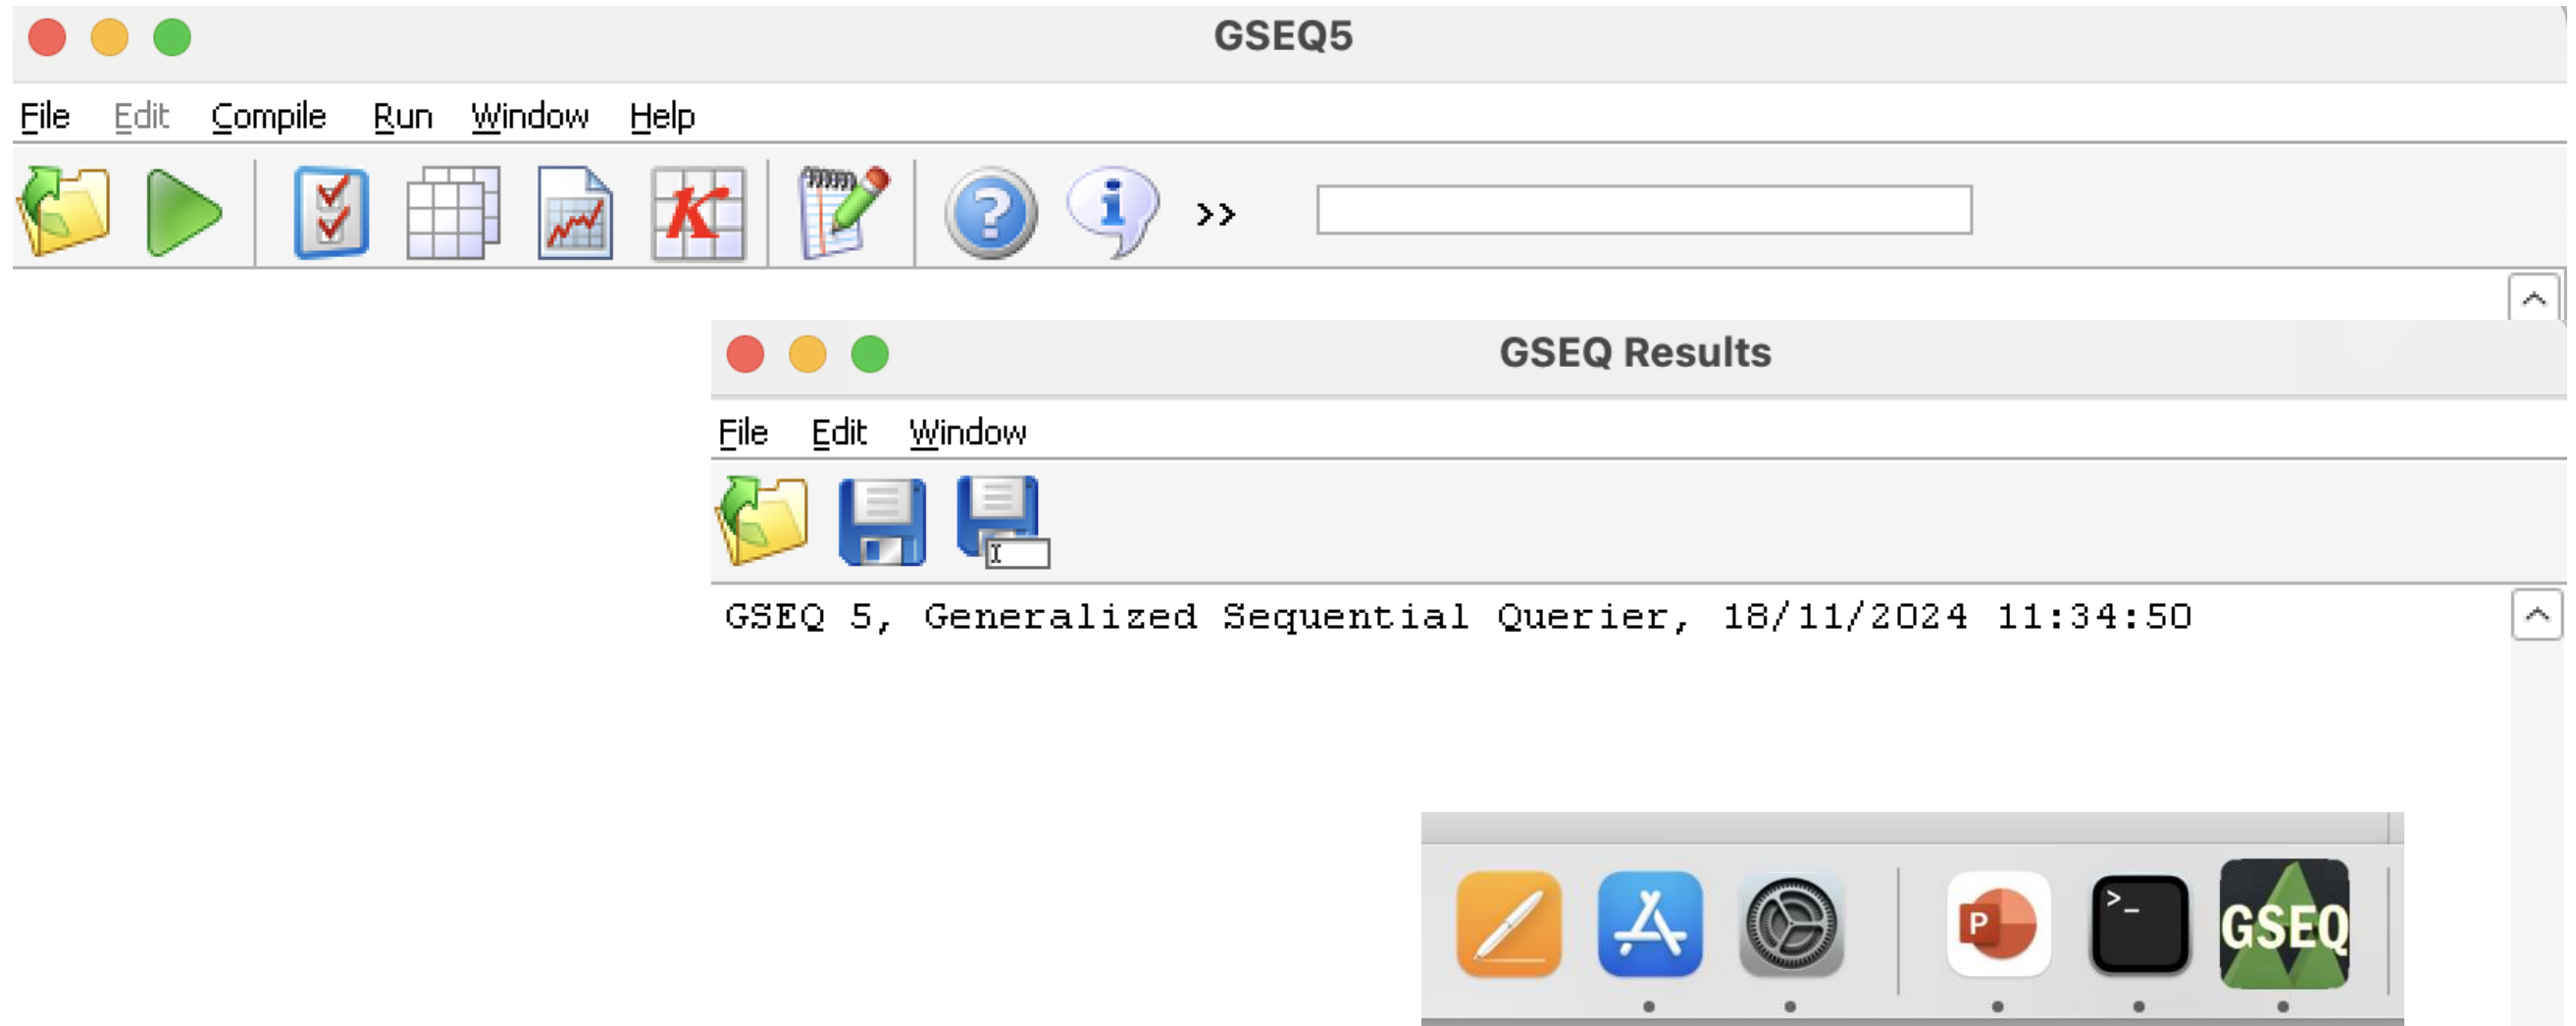 GSEQ5
File Edit Compile Run Window Help
K
>>
GSEQ Results
File Edit Window
GSEQ 5, Generalized Sequential Querier, 18/11/2024 11:34:50
P
>_
GSEQ